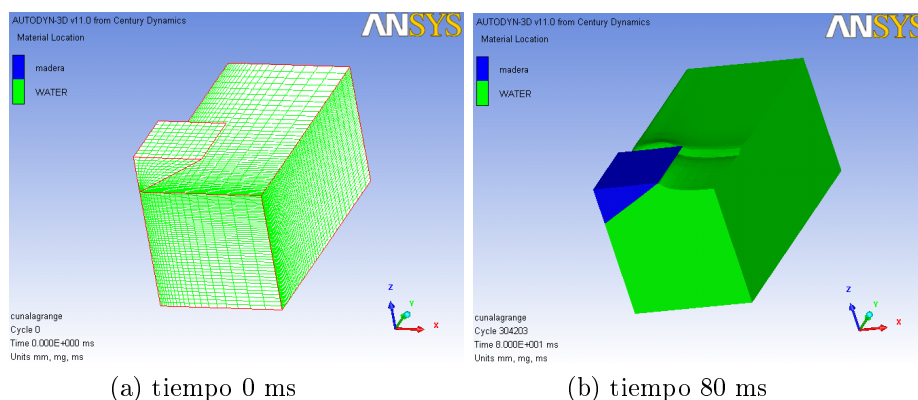 AUTODYN-3D v11.0 from Century Dynamics
ANSYS
Material Location
madera
WATER
Z
Y
X
cunalagrange
Cycle 0
Time 0.000E+000 ms
Units mm, mg, ms
(a) tiempo 0 ms
AUTODYN-3D v11.0 from Century Dynamics
ANSYS
Material Location
madera
WATER
Z
Y
X
cunalagrange
Cycle 304203
Time 8.000E+001 ms
Units mm, mg, ms
(b) tiempo 80 ms